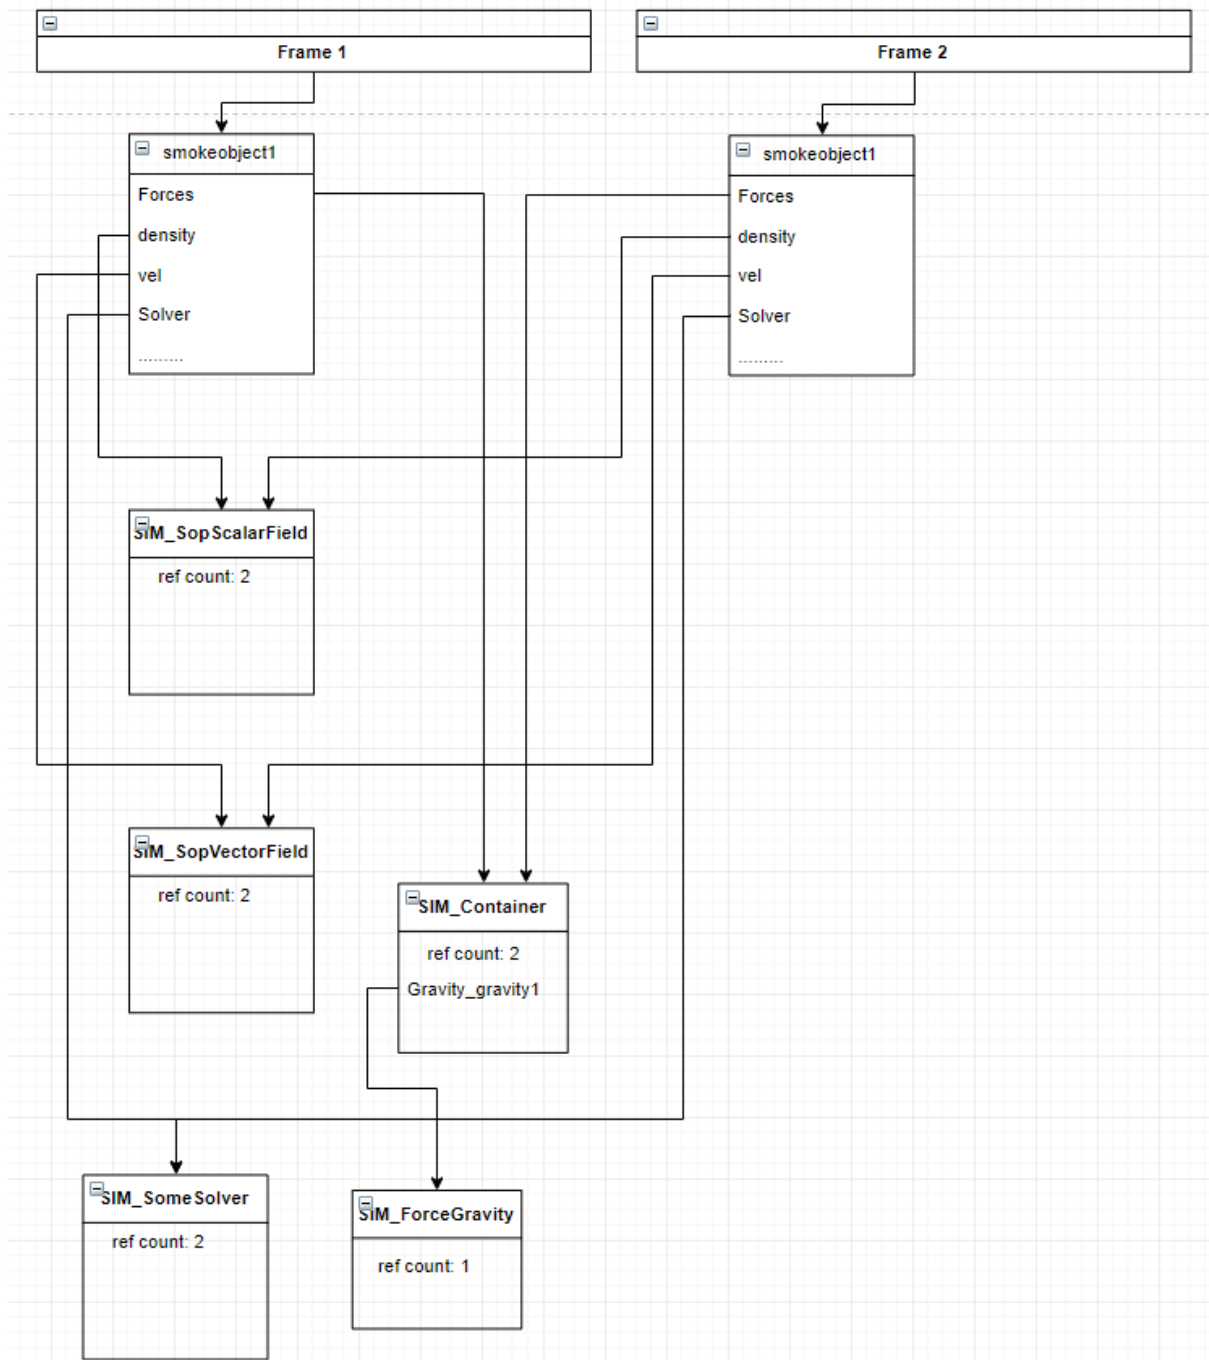 Frame 1
Frame 2
smokeobject1
Forces
density
vel
Solver
.........
smokeobject1
Forces
density
vel
Solver
.........
SIM_SopScalarField
ref count: 2
SIM_SopVectorField
ref count: 2
SIM_Container
ref count: 2
Gravity_gravity1
SIM_SomeSolver
ref count: 2
SIM_ForceGravity
ref count: 1